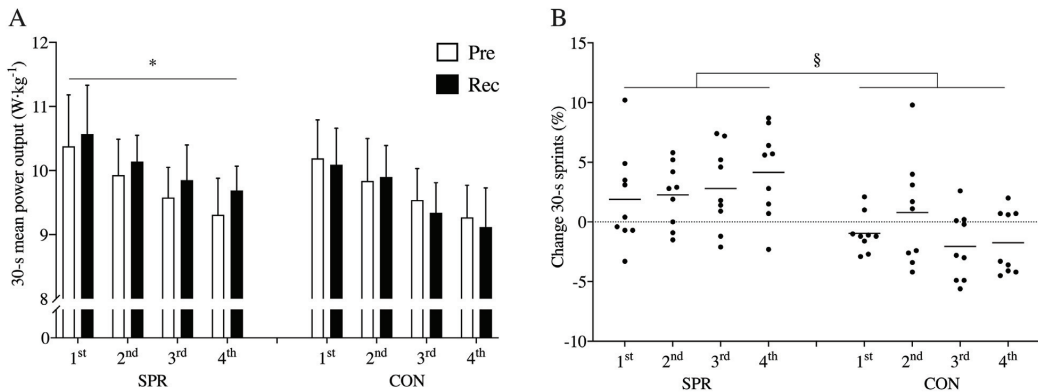 A
30-s mean power output (W·kg⁻¹)
12
11
10
9
8
0
*
Pre
Rec
1st 2nd 3rd 4th 1st 2nd 3rd 4th
SPR CON
B
Change 30-s sprints (%)
15
10
5
0
-5
-10
§
1st 2nd 3rd 4th 1st 2nd 3rd 4th
SPR CON